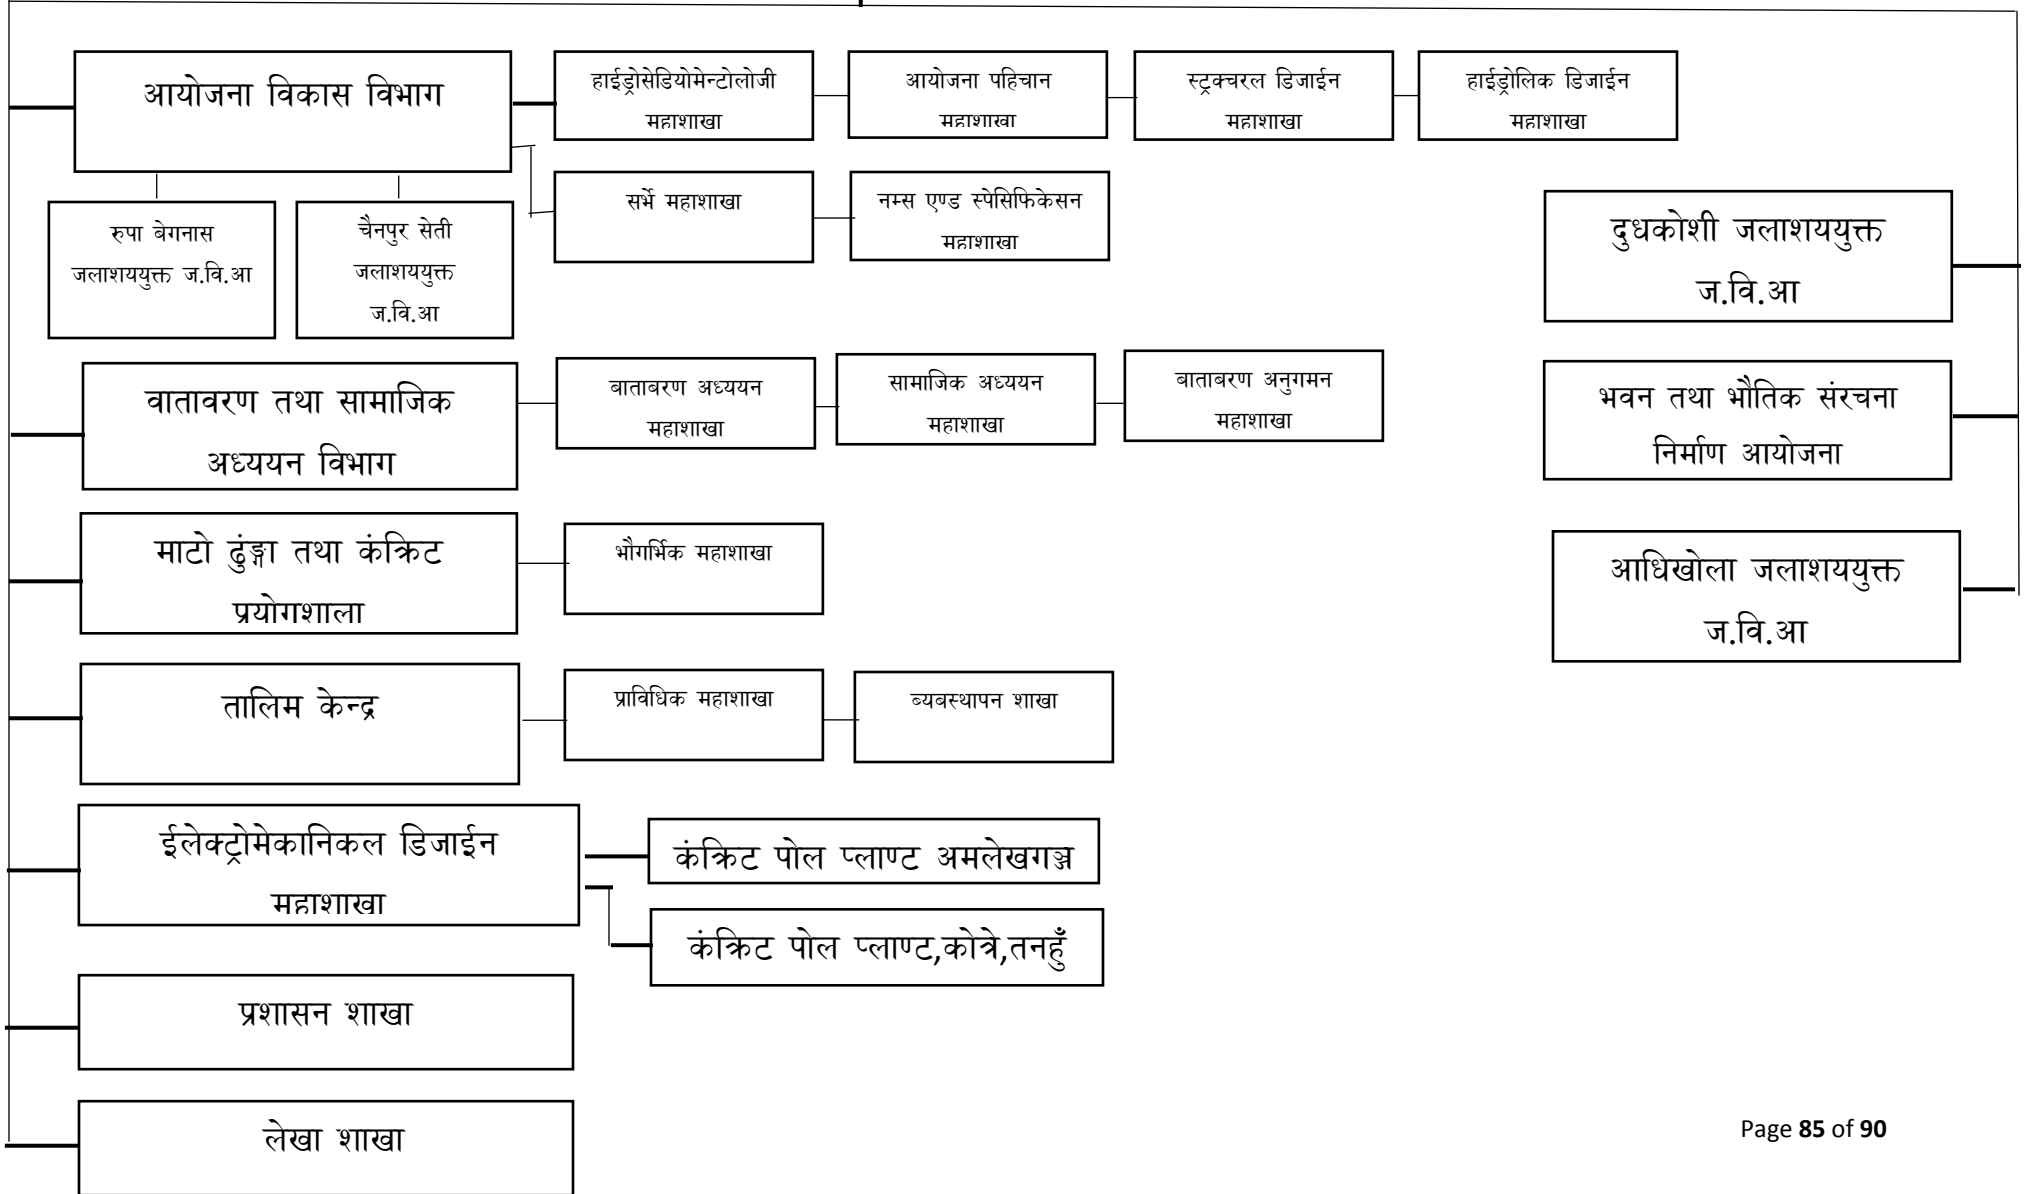 आयोजना विकास विभाग
हाईड्रोसेडियोमेन्टोलोजी
महाशाखा
आयोजना पहिचान
महाशाखा
स्ट्रक्चरल डिजाईन
महाशाखा
हाईड्रोलिक डिजाईन
महाशाखा
सर्भे महाशाखा
नम्स एण्ड स्पेसिफिकेसन
महाशाखा
रुपा बेगनास
जलाशययुक्त ज.वि.आ
चैनपुर सेती
जलाशययुक्त
ज.वि.आ
दुधकोशी जलाशययुक्त
ज.वि.आ
वातावरण तथा सामाजिक
अध्ययन विभाग
बाताबरण अध्ययन
महाशाखा
सामाजिक अध्ययन
महाशाखा
बाताबरण अनुगमन
महाशाखा
भवन तथा भौतिक संरचना
निर्माण आयोजना
माटो ढुंङ्गा तथा कंक्रिट
प्रयोगशाला
भौगर्भिक महाशाखा
आधिखोला जलाशययुक्त
ज.वि.आ
तालिम केन्द्र
प्राविधिक महाशाखा
ब्यबस्थापन शाखा
ईलेक्ट्रोमेकानिकल डिजाईन
महाशाखा
कंक्रिट पोल प्लाण्ट अमलेखगञ्ज
कंक्रिट पोल प्लाण्ट,कोत्रे,तनहुँ
प्रशासन शाखा
लेखा शाखा
Page 85 of 90